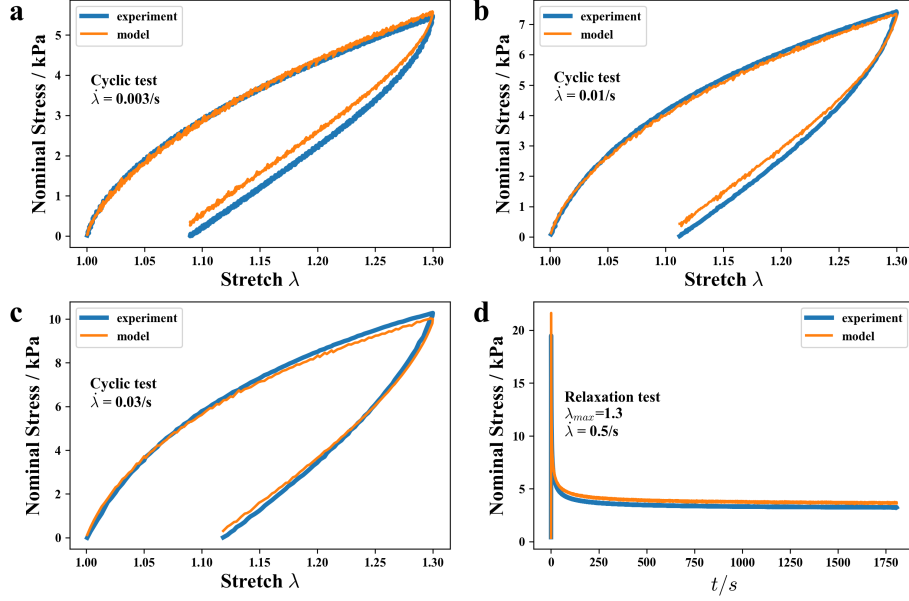 a
experiment
model
Cyclic test
λ̇ = 0.003/s
Nominal Stress / kPa
5
4
3
2
1
0
1.00 1.05 1.10 1.15 1.20 1.25 1.30
Stretch λ
b
experiment
model
Cyclic test
λ̇ = 0.01/s
Nominal Stress / kPa
7
6
5
4
3
2
1
0
1.00 1.05 1.10 1.15 1.20 1.25 1.30
Stretch λ
c
experiment
model
Cyclic test
λ̇ = 0.03/s
Nominal Stress / kPa
10
8
6
4
2
0
1.00 1.05 1.10 1.15 1.20 1.25 1.30
Stretch λ
d
experiment
model
Relaxation test
λmax=1.3
λ̇ = 0.5/s
Nominal Stress / kPa
20
15
10
5
0
0 250 500 750 1000 1250 1500 1750
t/s